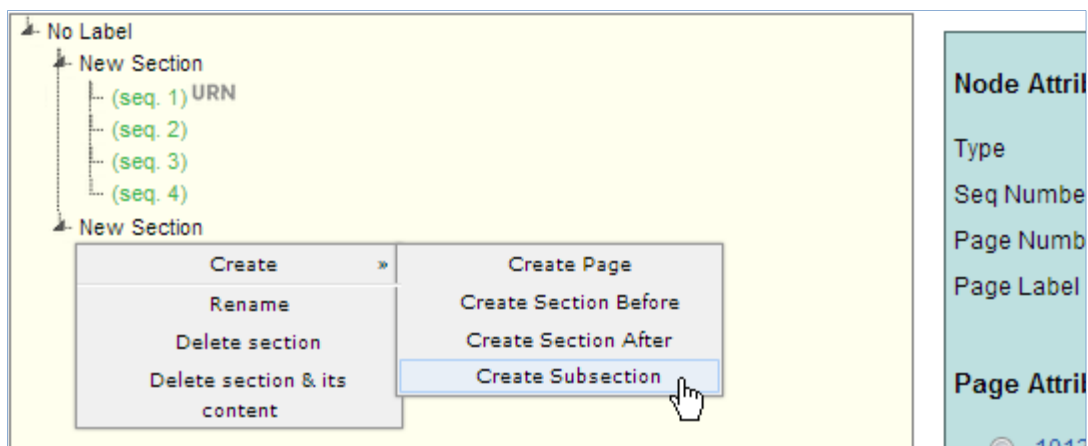 No Label
New Section
(seq. 1) URN
(seq. 2)
(seq. 3)
(seq. 4)
New Section
Create »
Rename
Delete section
Delete section & its
content
Create Page
Create Section Before
Create Section After
Create Subsection
Node Attri
Type
Seq Numbe
Page Numb
Page Label
Page Attri